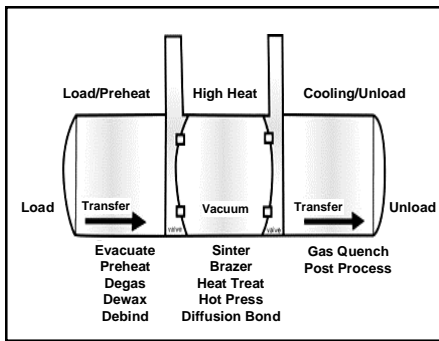 Load/Preheat High Heat Cooling/Unload
Load Transfer Vacuum Transfer Unload
valve valve
Evacuate Sinter Gas Quench
Preheat Brazer Post Process
Degas Heat Treat
Dewax Hot Press
Debind Diffusion Bond